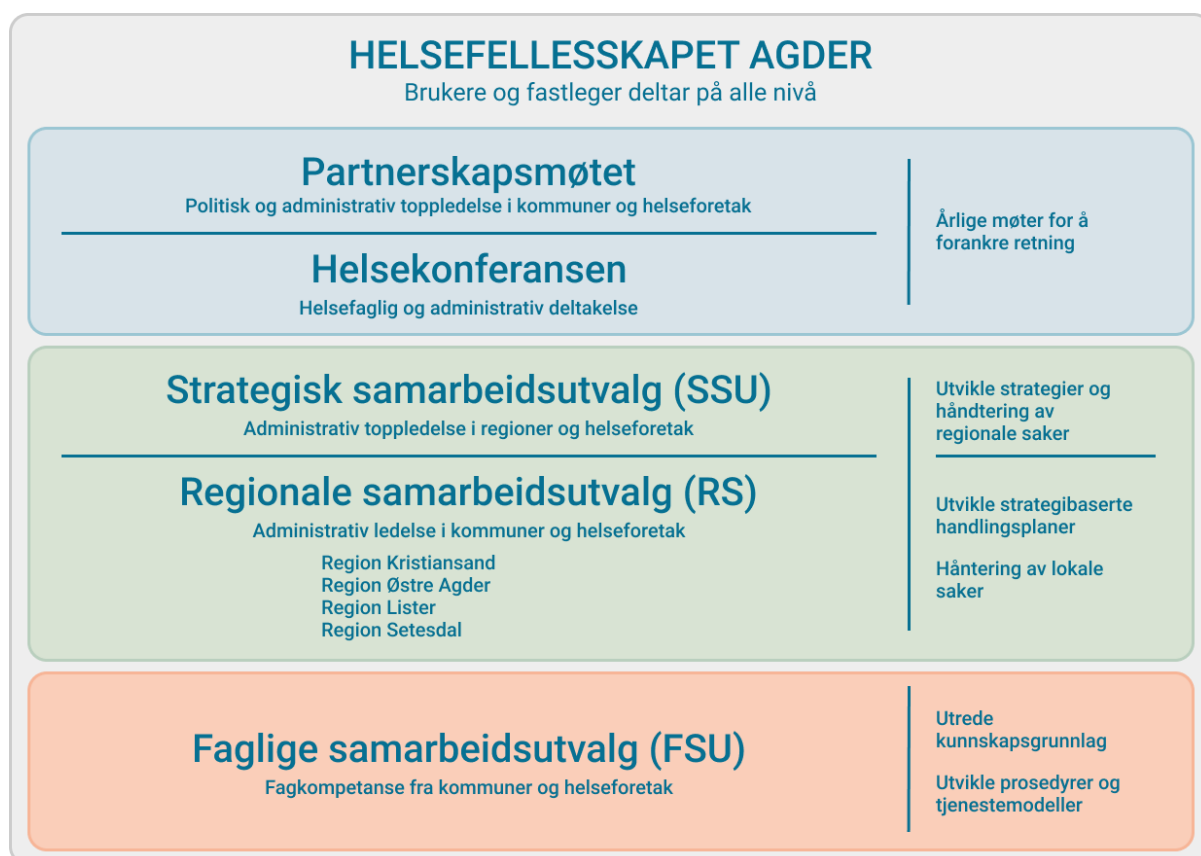 HELSEFELLESSKAPET AGDER
Brukere og fastleger deltar på alle nivå
Partnerskapsmøtet
Politisk og administrativ toppledelse i kommuner og helseforetak
Helsekonferansen
Helsefaglig og administrativ deltakelse
Årlige møter for å
forankre retning
Strategisk samarbeidsutvalg (SSU)
Administrativ toppledelse i regioner og helseforetak
Utvikle strategier og
håndtering av
regionale saker
Regionale samarbeidsutvalg (RS)
Administrativ ledelse i kommuner og helseforetak
Region Kristiansand
Region Østre Agder
Region Lister
Region Setesdal
Utvikle strategibaserte
handlingsplaner
Håntering av lokale
saker
Faglige samarbeidsutvalg (FSU)
Fagkompetanse fra kommuner og helseforetak
Utrede
kunnskapsgrunnlag
Utvikle prosedyrer og
tjenestemodeller